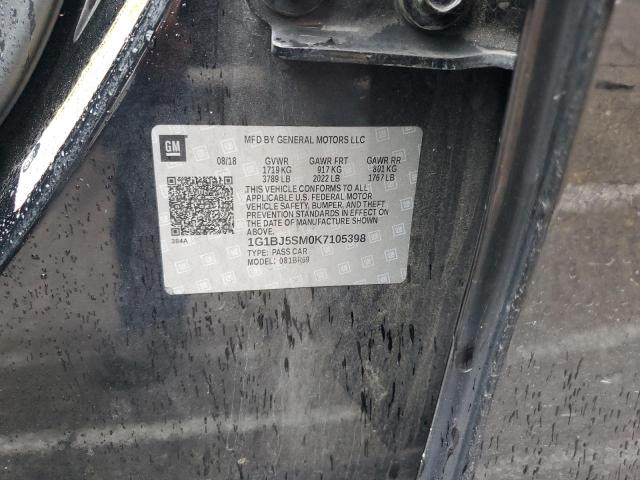 GM
MFD BY GENERAL MOTORS LLC
08/18 GVWR GAWR FRT GAWR RR
1719 KG 917 KG 801 KG
3789 LB 2022 LB 1767 LB
THIS VEHICLE CONFORMS TO ALL
APPLICABLE U.S. FEDERAL MOTOR
VEHICLE SAFETY, BUMPER, AND THEFT
PREVENTION STANDARDS IN EFFECT ON
THE DATE OF MANUFACTURE SHOWN
ABOVE.
384A
1G1BJ5SM0K7105398
TYPE: PASS CAR
MODEL: 081BR69